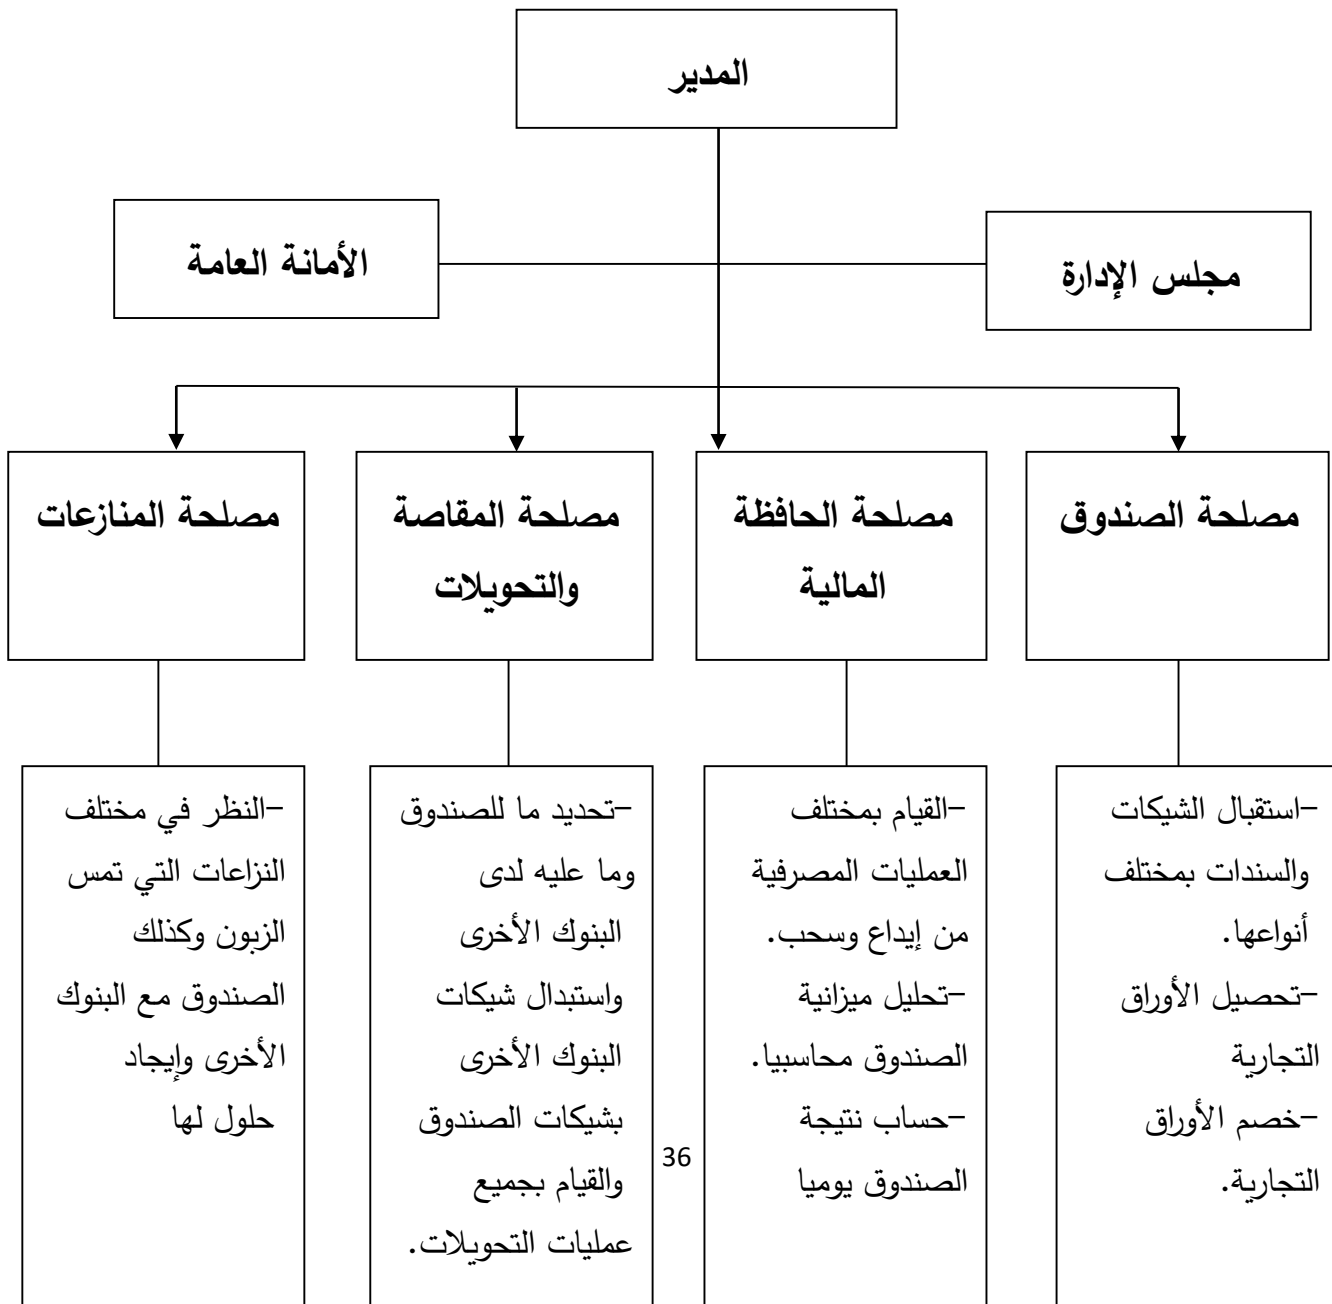 المدير
مجلس الإدارة
الأمانة العامة
مصلحة الصندوق
مصلحة الحافظة
المالية
مصلحة المقاصة
والتحويلات
مصلحة المنازعات
-استقبال الشيكات
والسندات بمختلف
أنواعها.
-تحصيل الأوراق
التجارية
-خصم الأوراق
التجارية.
-القيام بمختلف
العمليات المصرفية
من إيداع وسحب.
-تحليل ميزانية
الصندوق محاسبيا.
-حساب نتيجة
الصندوق يوميا
-تحديد ما للصندوق
وما عليه لدى
البنوك الأخرى
واستبدال شيكات
البنوك الأخرى
بشيكات الصندوق
والقيام بجميع
عمليات التحويلات.
-النظر في مختلف
النزاعات التي تمس
الزبون وكذلك
الصندوق مع البنوك
الأخرى وإيجاد
حلول لها
36